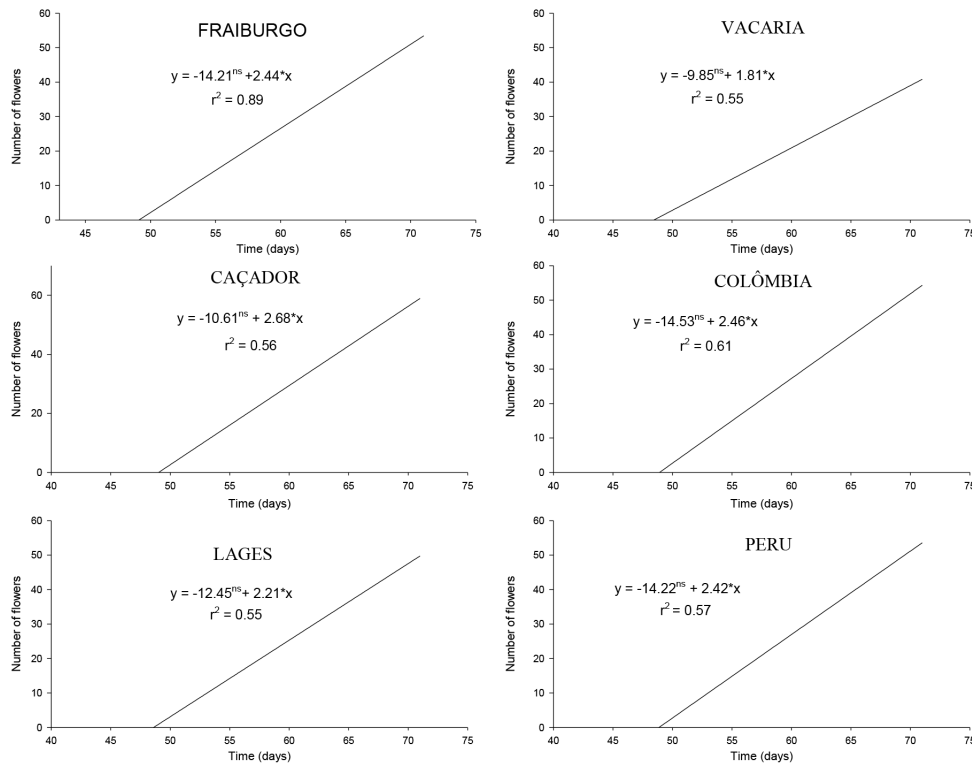 FRAIBURGO
y = -14.21ns +2.44*x
r2 = 0.89
Number of flowers
60
50
40
30
20
10
0
45 50 55 60 65 70 75
Time (days)
VACARIA
y = -9.85ns+ 1.81*x
r2 = 0.55
Number of flowers
60
50
40
30
20
10
0
40 45 50 55 60 65 70 75
Time (days)
CAÇADOR
y = -10.61ns + 2.68*x
r2 = 0.56
Number of flowers
60
40
20
0
40 45 50 55 60 65 70 75
Time (days)
COLÔMBIA
y = -14.53ns + 2.46*x
r2 = 0.61
Number of flowers
60
50
40
30
20
10
0
40 45 50 55 60 65 70 75
Time (days)
LAGES
y = -12.45ns+ 2.21*x
r2 = 0.55
Number of flowers
60
50
40
30
20
10
0
40 45 50 55 60 65 70 75
Time (days)
PERU
y = -14.22ns + 2.42*x
r2 = 0.57
Number of flowers
60
50
40
30
20
10
0
40 45 50 55 60 65 70 75
Time (days)